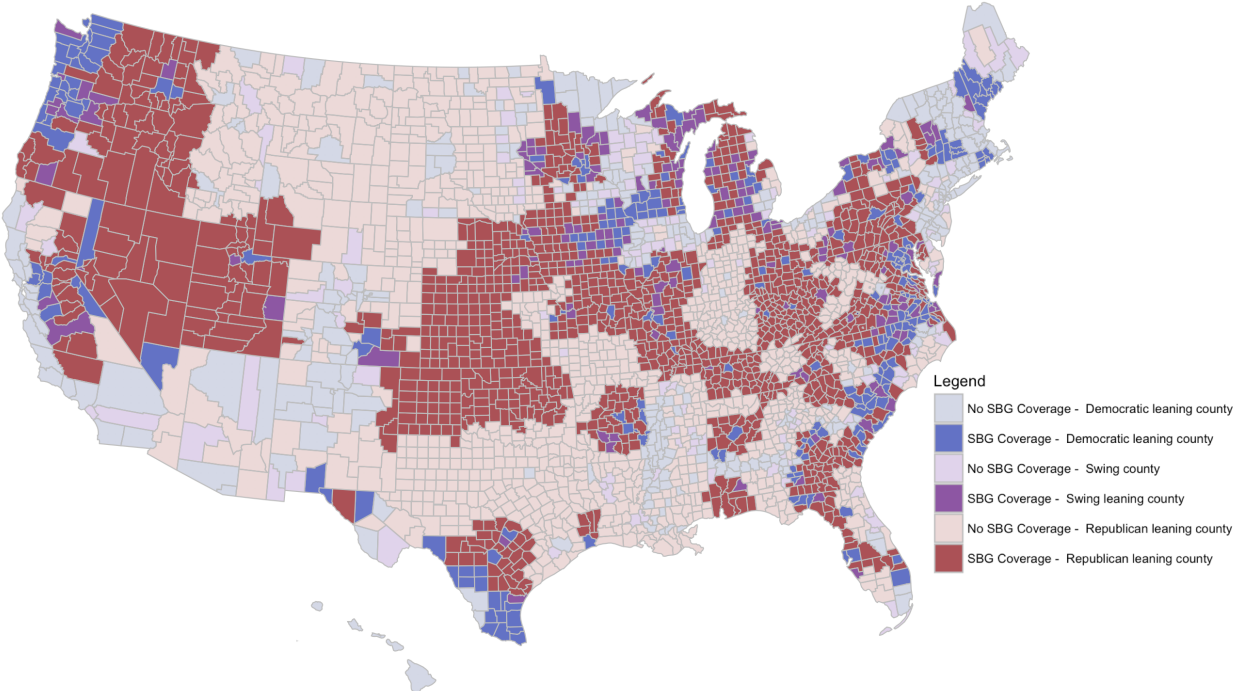 Legend
No SBG Coverage - Democratic leaning county
SBG Coverage - Democratic leaning county
No SBG Coverage - Swing county
SBG Coverage - Swing leaning county
No SBG Coverage - Republican leaning county
SBG Coverage - Republican leaning county